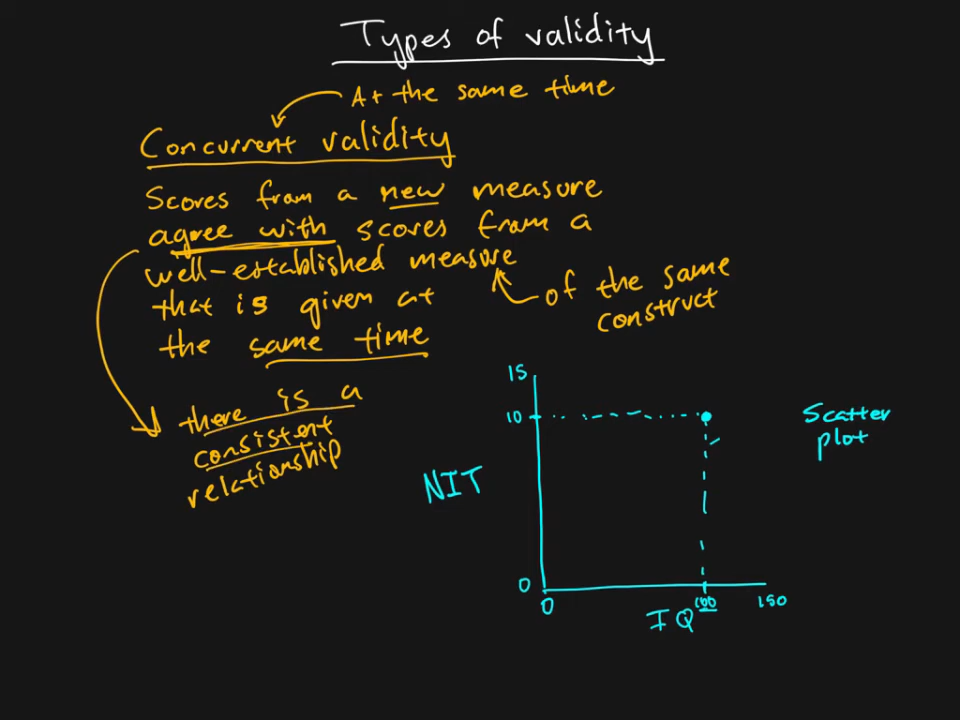 Types of validity
At the same time
Concurrent validity
Scores from a new measure
agree with scores from a
well-established measure
that is given at
the same time
of the same
construct
there is a
consistent
relationship
15
10
Scatter
plot
NIT
0
0
100
150
IQ